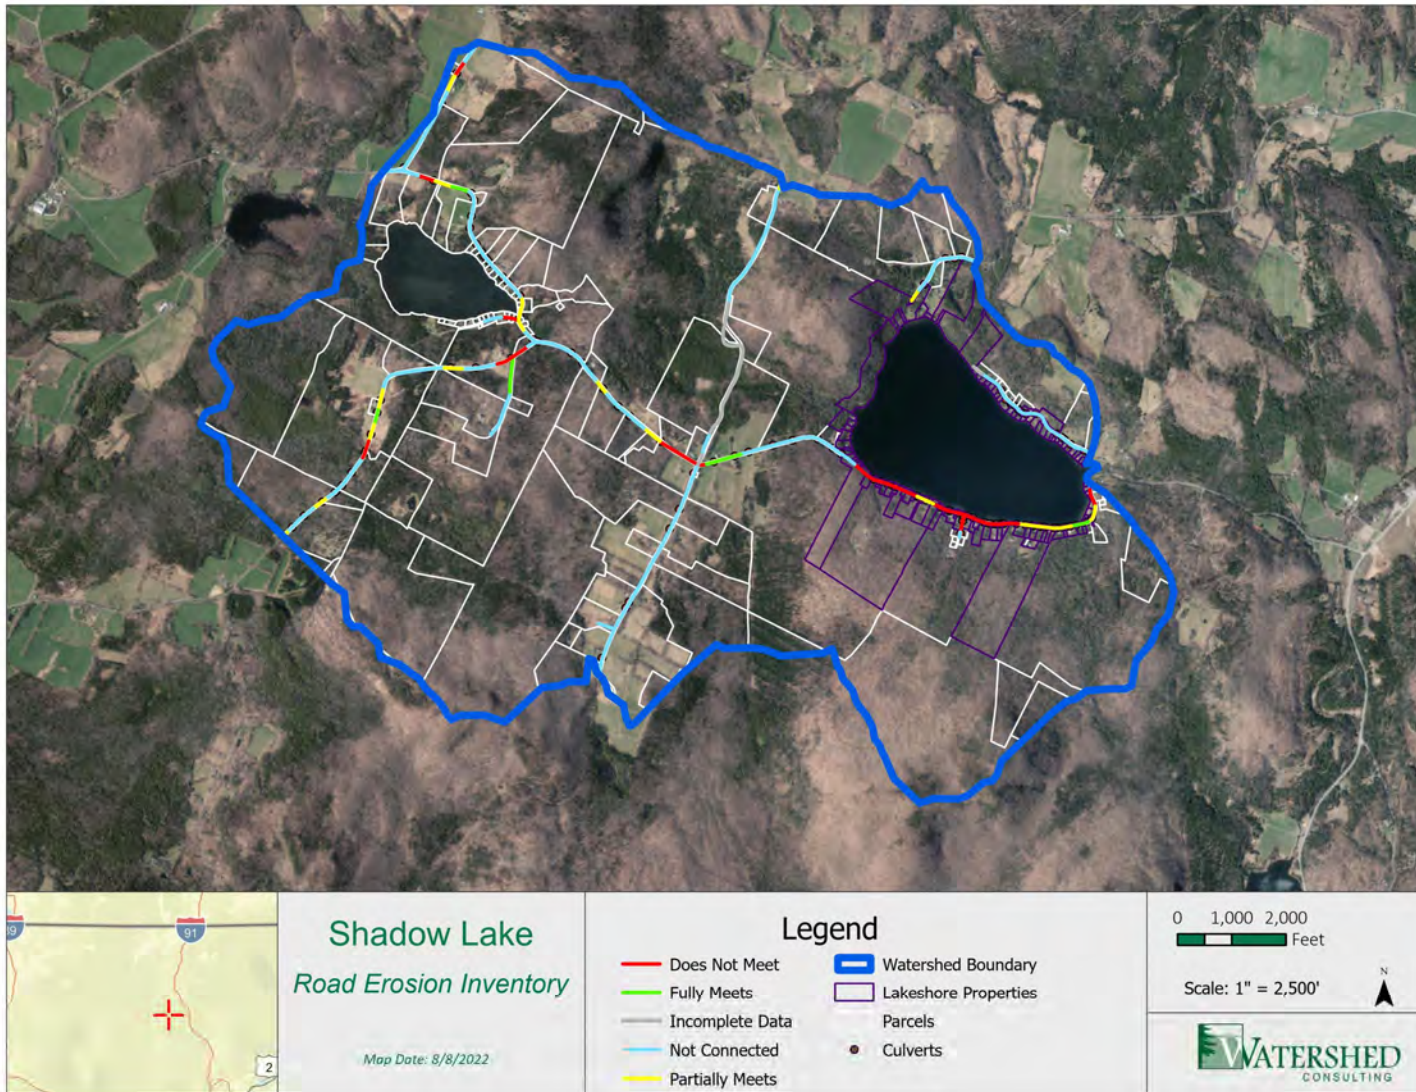 89
91
2
Shadow Lake
Road Erosion Inventory
Map Date: 8/8/2022
Legend
Does Not Meet
Fully Meets
Incomplete Data
Not Connected
Partially Meets
Watershed Boundary
Lakeshore Properties
Parcels
Culverts
0 1,000 2,000
Feet
Scale: 1" = 2,500'
N
WATERSHED
CONSULTING